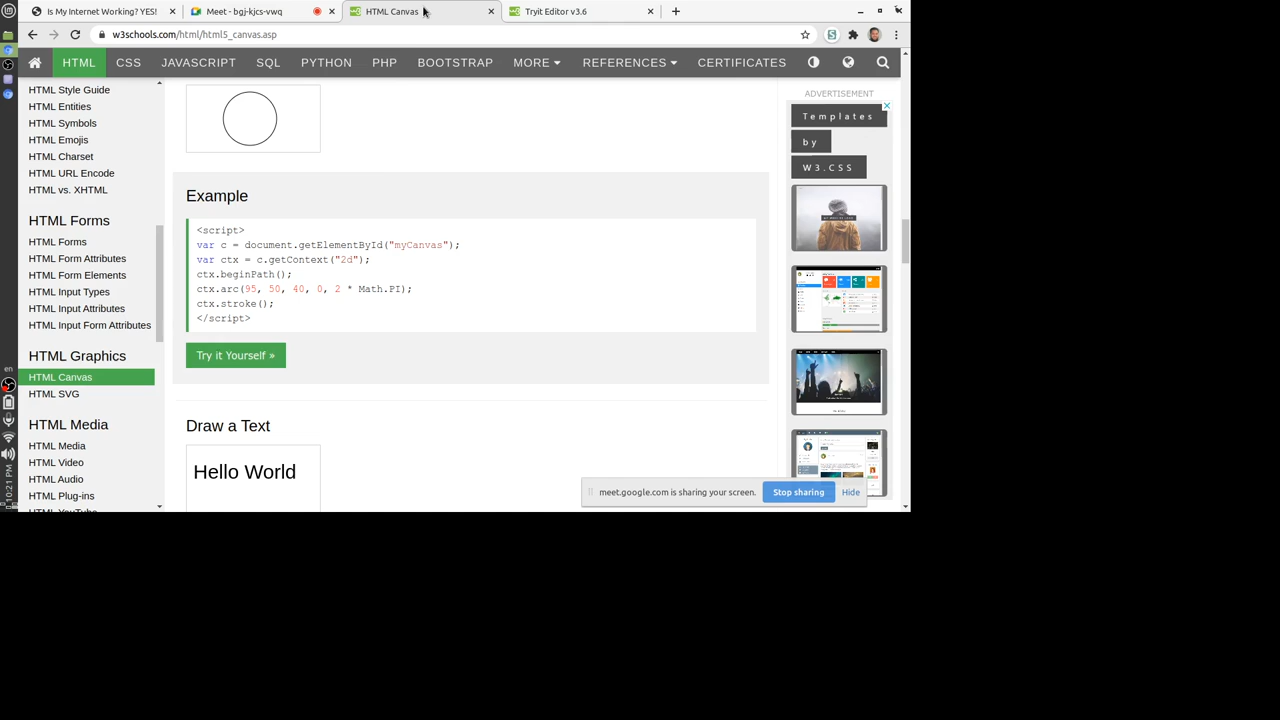 Is My Internet Working? YES!
Meet - bgj-kjcs-vwq
HTML Canvas
Tryit Editor v3.6
w3schools.com/html/html5_canvas.asp
HTML
CSS
JAVASCRIPT
SQL
PYTHON
PHP
BOOTSTRAP
MORE
REFERENCES
CERTIFICATES
HTML Style Guide
HTML Entities
HTML Symbols
HTML Emojis
HTML Charset
HTML URL Encode
HTML vs. XHTML
HTML Forms
HTML Forms
HTML Form Attributes
HTML Form Elements
HTML Input Types
HTML Input Attributes
HTML Input Form Attributes
HTML Graphics
HTML Canvas
HTML SVG
HTML Media
HTML Media
HTML Video
HTML Audio
HTML Plug-ins
HTML YouTube
Example
<script>
var c = document.getElementById("myCanvas");
var ctx = c.getContext("2d");
ctx.beginPath();
ctx.arc(95, 50, 40, 0, 2 * Math.PI);
ctx.stroke();
</script>
Try it Yourself »
Draw a Text
Hello World
ADVERTISEMENT
Templates
by
W3.CSS
meet.google.com is sharing your screen.
Stop sharing
Hide
en
10:21 PM